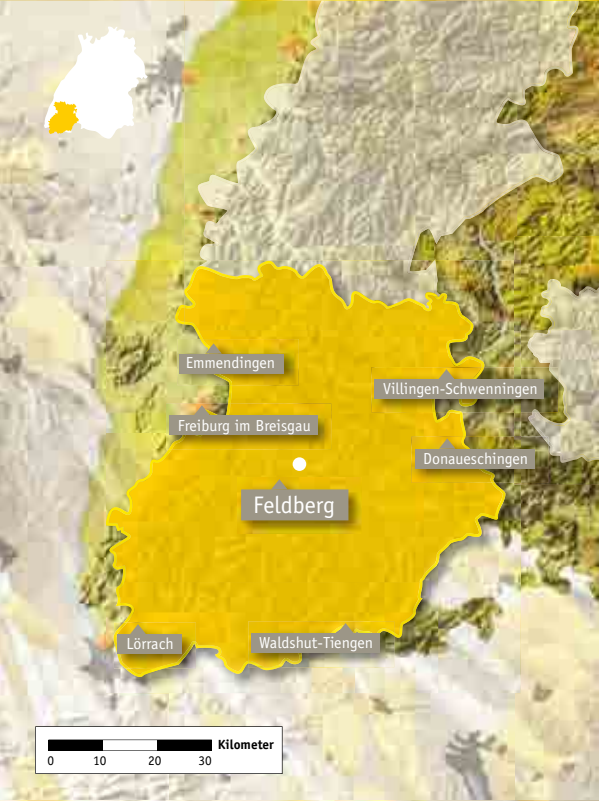 Emmendingen
Villingen-Schwenningen
Freiburg im Breisgau
Donaueschingen
Feldberg
Lörrach
Waldshut-Tiengen
Kilometer
0 10 20 30